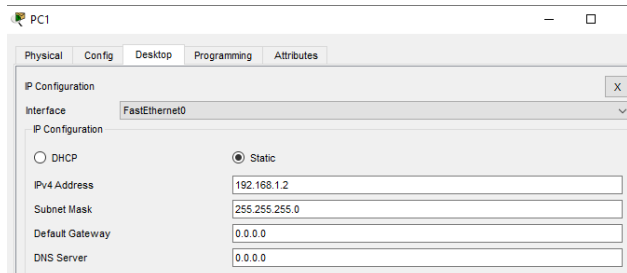 PC1
Physical Config Desktop Programming Attributes
IP Configuration X
Interface FastEthernet0
IP Configuration
DHCP Static
IPv4 Address 192.168.1.2
Subnet Mask 255.255.255.0
Default Gateway 0.0.0.0
DNS Server 0.0.0.0